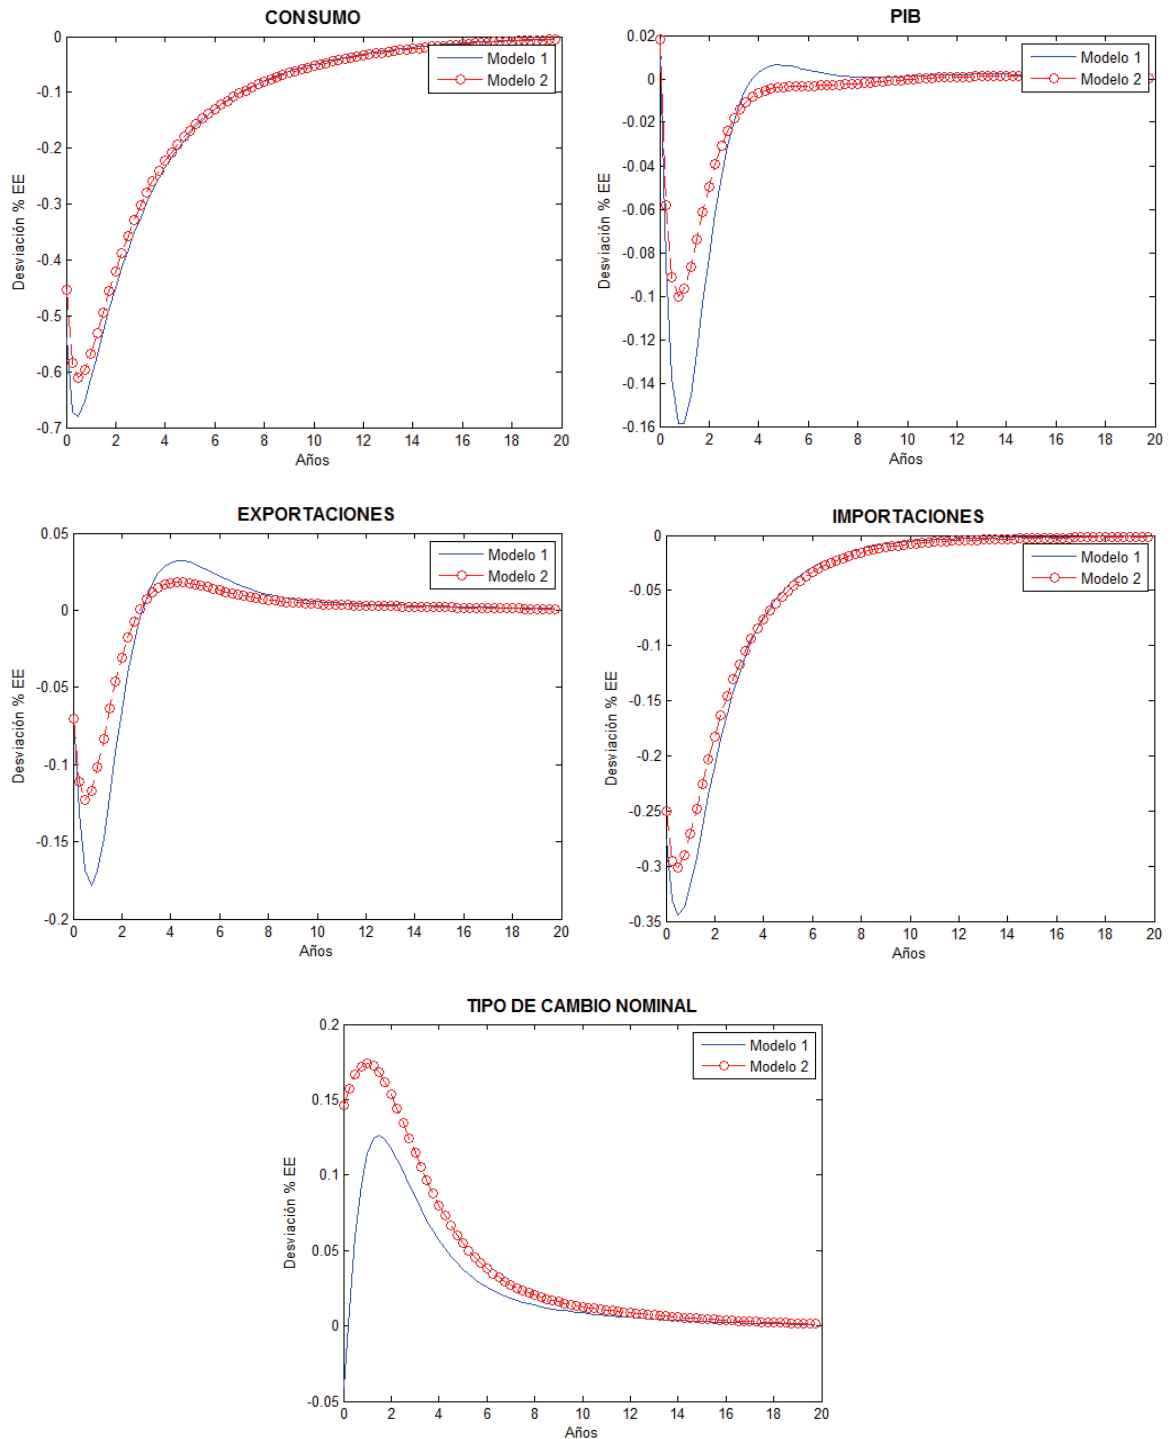 CONSUMO
0
-0.1
-0.2
-0.3
-0.4
-0.5
-0.6
-0.7
Desviación % EE
0 2 4 6 8 10 12 14 16 18 20
Años
Modelo 1
Modelo 2
PIB
0.02
0
-0.02
-0.04
-0.06
-0.08
-0.1
-0.12
-0.14
-0.16
Desviación % EE
0 2 4 6 8 10 12 14 16 18 20
Años
Modelo 1
Modelo 2
EXPORTACIONES
0.05
0
-0.05
-0.1
-0.15
-0.2
Desviación % EE
0 2 4 6 8 10 12 14 16 18 20
Años
Modelo 1
Modelo 2
IMPORTACIONES
0
-0.05
-0.1
-0.15
-0.2
-0.25
-0.3
-0.35
Desviación % EE
0 2 4 6 8 10 12 14 16 18 20
Años
Modelo 1
Modelo 2
TIPO DE CAMBIO NOMINAL
0.2
0.15
0.1
0.05
0
-0.05
Desviación % EE
0 2 4 6 8 10 12 14 16 18 20
Años
Modelo 1
Modelo 2